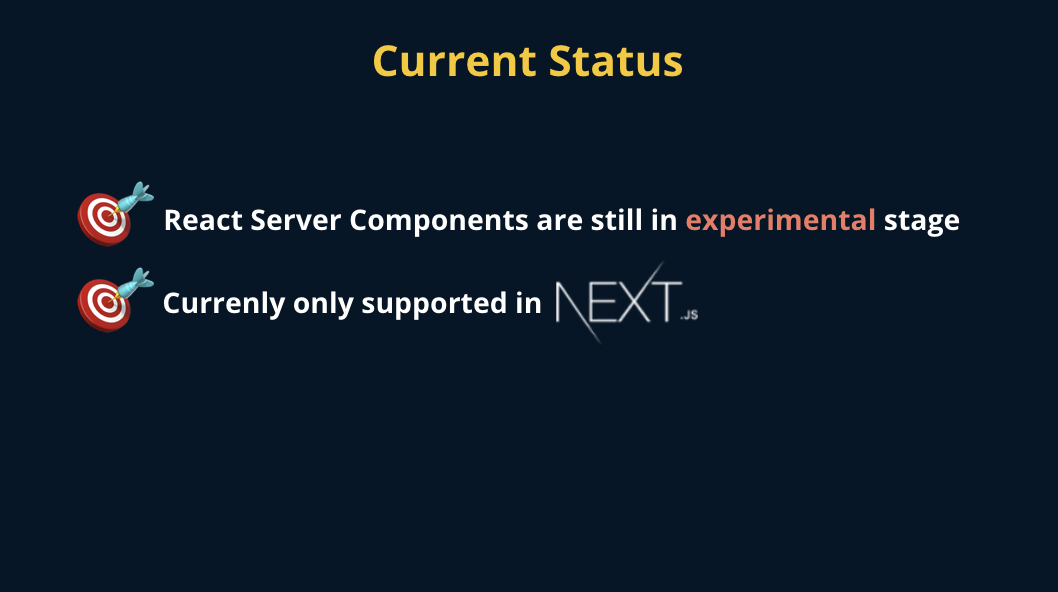 Current Status
React Server Components are still in experimental stage
Currenly only supported in NEXT.JS